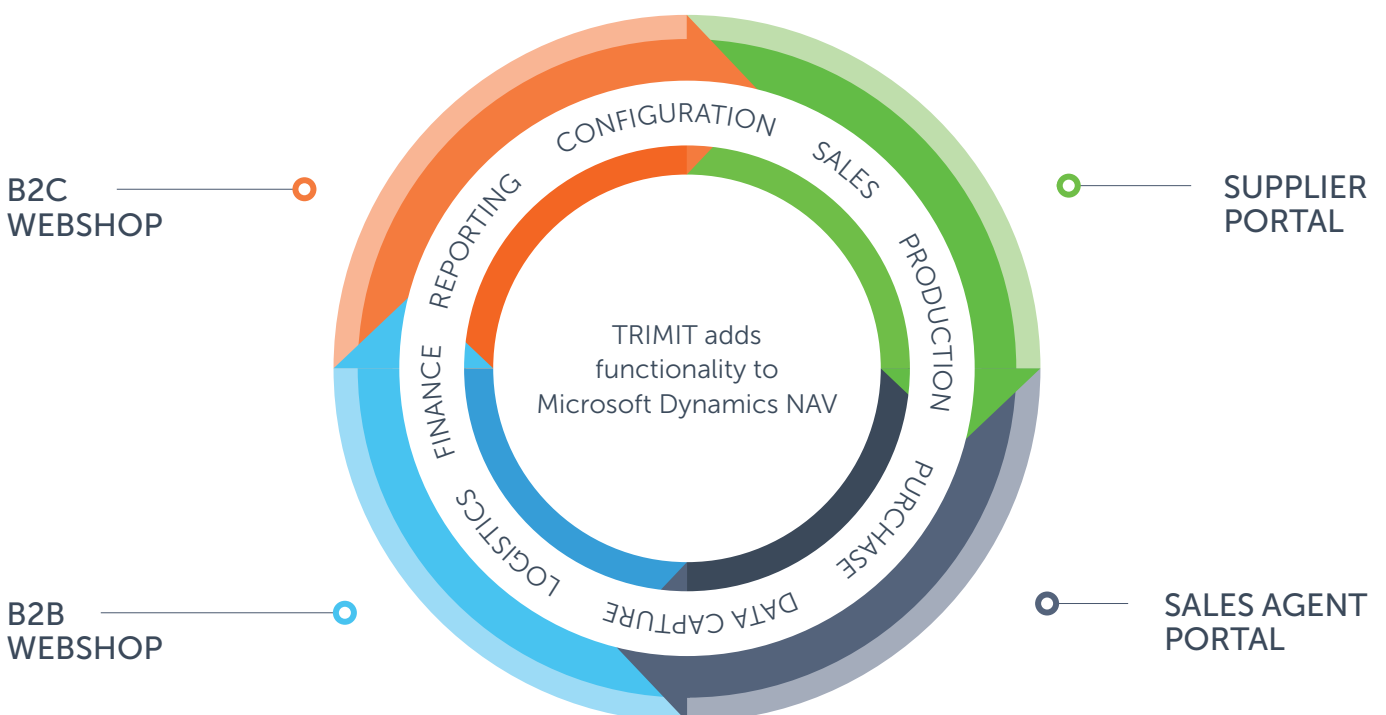 CONFIGURATION
SALES
PRODUCTION
PURCHASE
DATA CAPTURE
LOGISTICS
FINANCE
REPORTING
TRIMIT adds
functionality to
Microsoft Dynamics NAV
B2C
WEBSHOP
SUPPLIER
PORTAL
B2B
WEBSHOP
SALES AGENT
PORTAL